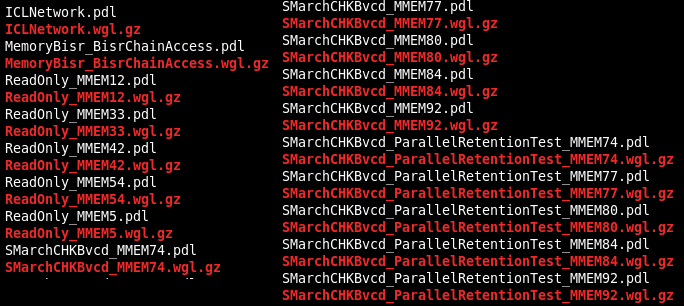 ICLNetwork.pdl
ICLNetwork.wgl.gz
MemoryBisr_BisrChainAccess.pdl
MemoryBisr_BisrChainAccess.wgl.gz
ReadOnly_MMEM12.pdl
ReadOnly_MMEM12.wgl.gz
ReadOnly_MMEM33.pdl
ReadOnly_MMEM33.wgl.gz
ReadOnly_MMEM42.pdl
ReadOnly_MMEM42.wgl.gz
ReadOnly_MMEM54.pdl
ReadOnly_MMEM54.wgl.gz
ReadOnly_MMEM5.pdl
ReadOnly_MMEM5.wgl.gz
SMarchCHKBvcd_MMEM74.pdl
SMarchCHKBvcd_MMEM74.wgl.gz
SMarchCHKBvcd_MMEM77.pdl
SMarchCHKBvcd_MMEM77.wgl.gz
SMarchCHKBvcd_MMEM80.pdl
SMarchCHKBvcd_MMEM80.wgl.gz
SMarchCHKBvcd_MMEM84.pdl
SMarchCHKBvcd_MMEM84.wgl.gz
SMarchCHKBvcd_MMEM92.pdl
SMarchCHKBvcd_MMEM92.wgl.gz
SMarchCHKBvcd_ParallelRetentionTest_MMEM74.pdl
SMarchCHKBvcd_ParallelRetentionTest_MMEM74.wgl.gz
SMarchCHKBvcd_ParallelRetentionTest_MMEM77.pdl
SMarchCHKBvcd_ParallelRetentionTest_MMEM77.wgl.gz
SMarchCHKBvcd_ParallelRetentionTest_MMEM80.pdl
SMarchCHKBvcd_ParallelRetentionTest_MMEM80.wgl.gz
SMarchCHKBvcd_ParallelRetentionTest_MMEM84.pdl
SMarchCHKBvcd_ParallelRetentionTest_MMEM84.wgl.gz
SMarchCHKBvcd_ParallelRetentionTest_MMEM92.pdl
SMarchCHKBvcd_ParallelRetentionTest_MMEM92.wgl.gz